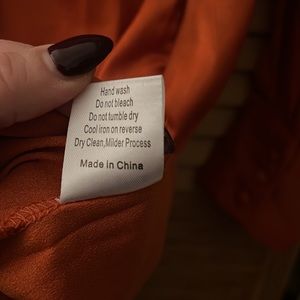 Hand wash
Do not bleach
Do not tumble dry
Cool iron on reverse
Dry Clean,Milder Process
Made in China